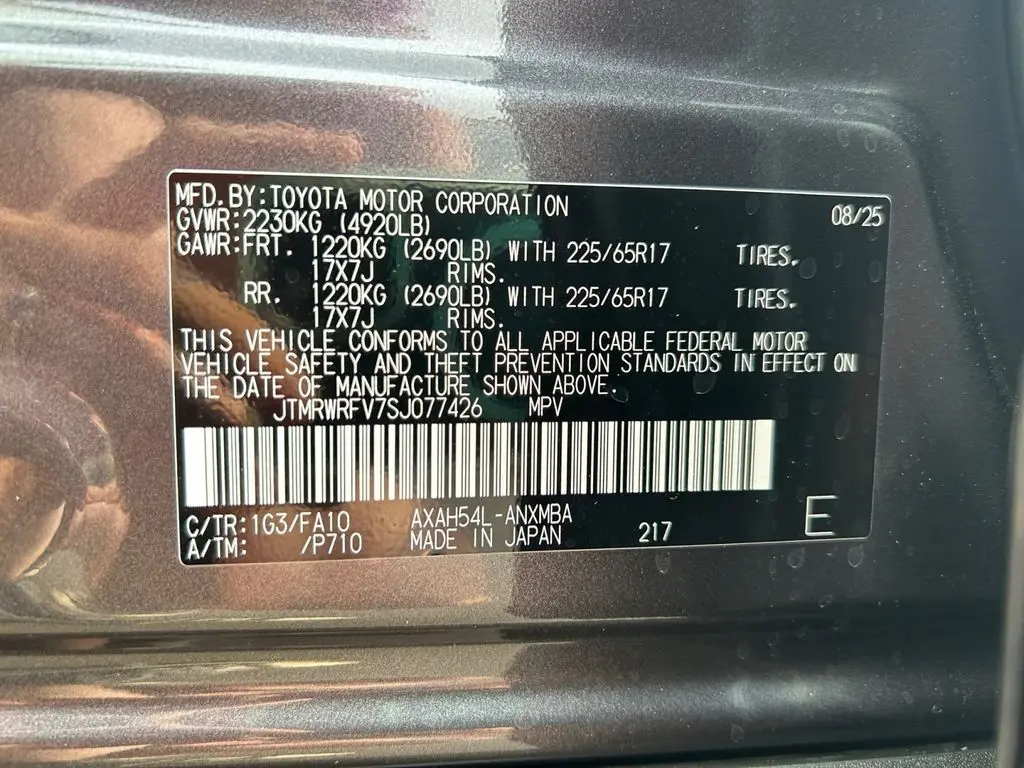 MFD.BY:TOYOTA MOTOR CORPORATION 08/25
GVWR:2230KG (4920LB)
GAWR:FRT. 1220KG (2690LB) WITH 225/65R17 TIRES.
17X7J RIMS.
RR. 1220KG (2690LB) WITH 225/65R17 TIRES.
17X7J RIMS.
THIS VEHICLE CONFORMS TO ALL APPLICABLE FEDERAL MOTOR
VEHICLE SAFETY AND THEFT PREVENTION STANDARDS IN EFFECT ON
THE DATE OF MANUFACTURE SHOWN ABOVE.
JTMRWRFV7SJ077426 MPV
C/TR:1G3/FA10 AXAH54L-ANXMBA
A/TM: /P710 MADE IN JAPAN 217 E